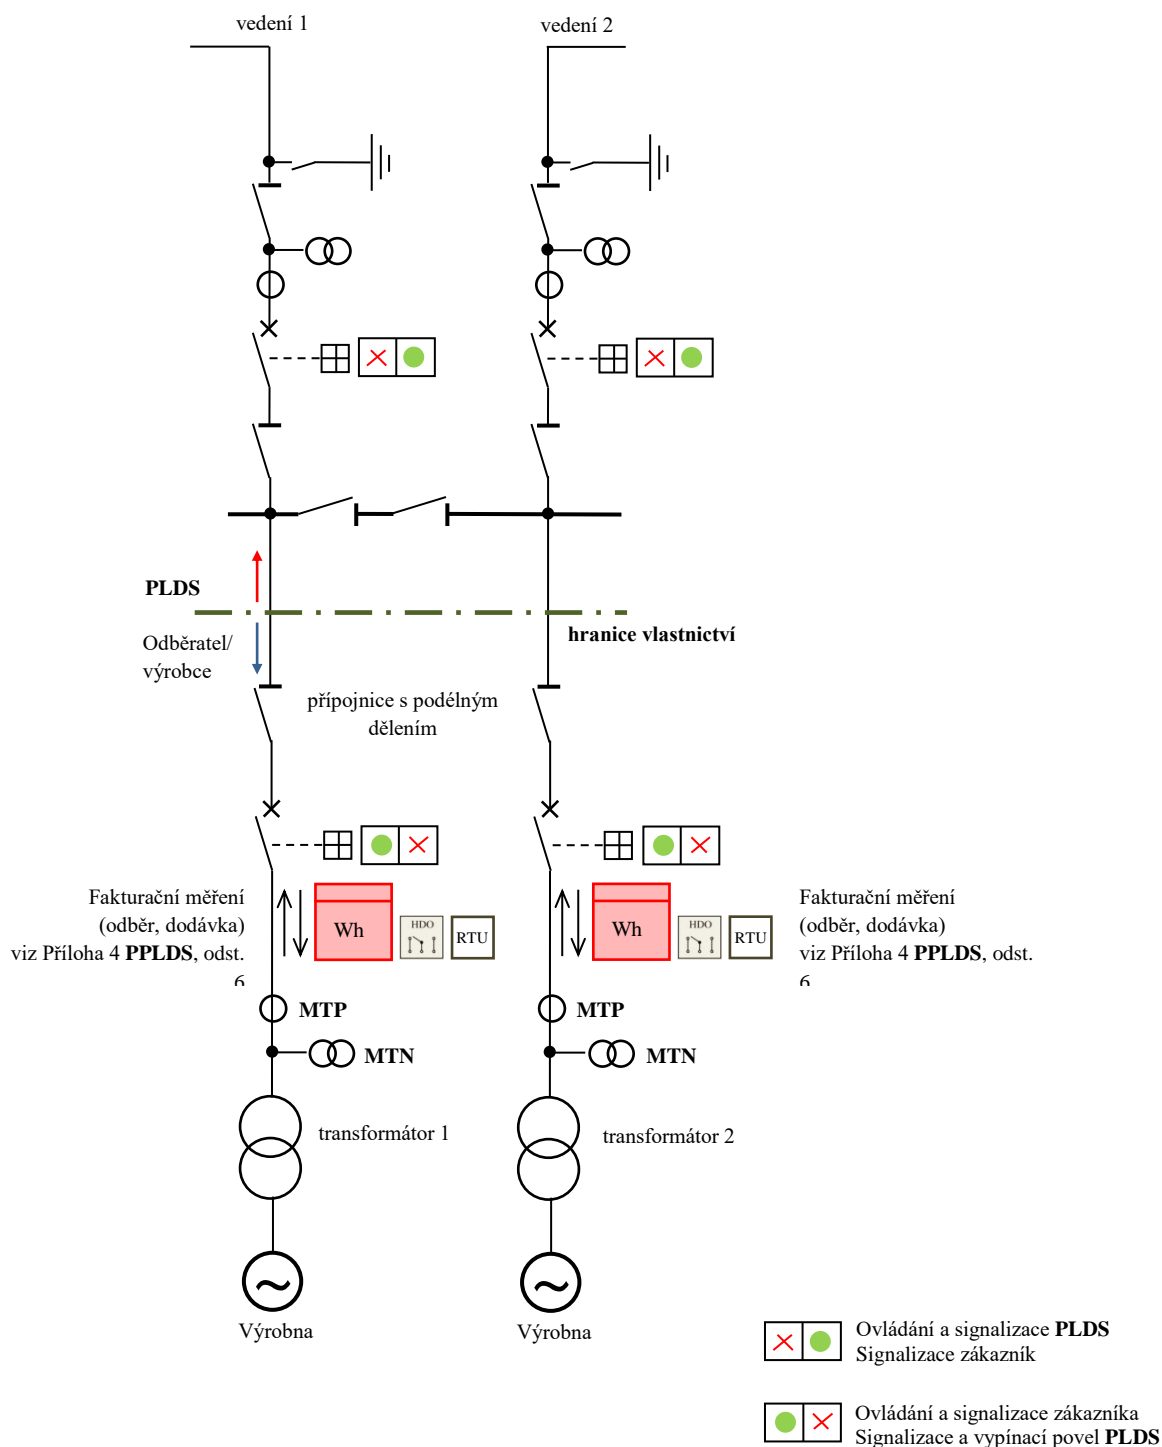 vedení 1
vedení 2
PLDS
hranice vlastnictví
Odběratel/
výrobce
přípojnice s podélným
dělením
Fakturační měření
(odběr, dodávka)
viz Příloha 4 PPLDS, odst.
6
Wh
HDO
RTU
Wh
HDO
RTU
Fakturační měření
(odběr, dodávka)
viz Příloha 4 PPLDS, odst.
6
MTP
MTP
MTN
MTN
transformátor 1
transformátor 2
Výrobna
Výrobna
Ovládání a signalizace PLDS
Signalizace zákazník
Ovládání a signalizace zákazníka
Signalizace a vypínací povel PLDS